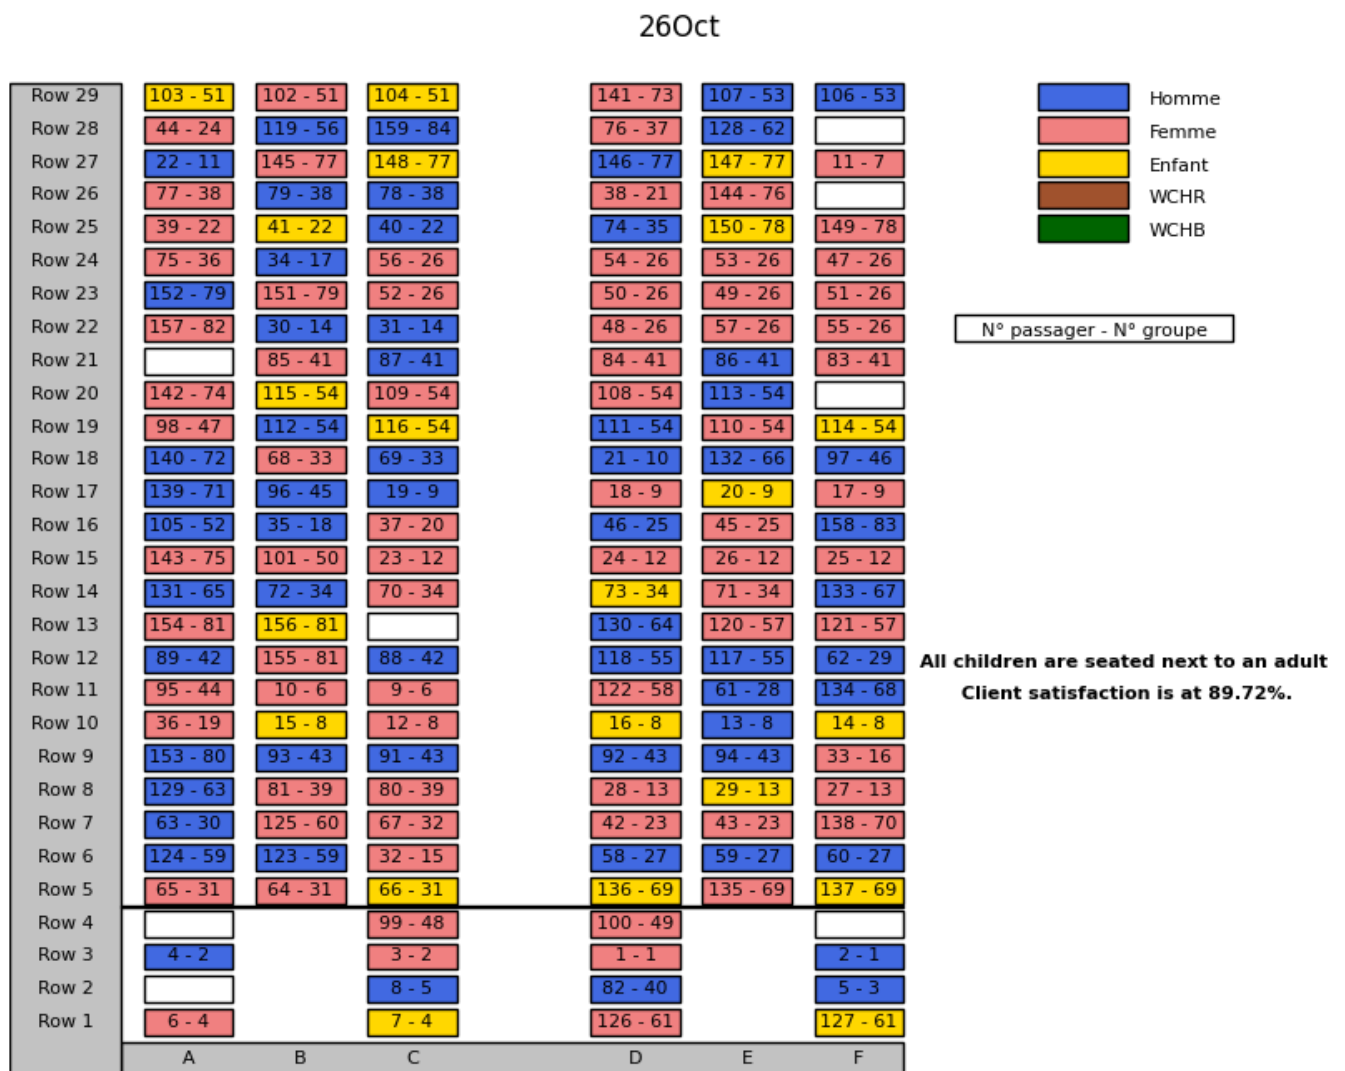 26Oct
Row 29 103 - 51 102 - 51 104 - 51 141 - 73 107 - 53 106 - 53 Homme
Row 28 44 - 24 119 - 56 159 - 84 76 - 37 128 - 62 Femme
Row 27 22 - 11 145 - 77 148 - 77 146 - 77 147 - 77 11 - 7 Enfant
Row 26 77 - 38 79 - 38 78 - 38 38 - 21 144 - 76 WCHR
Row 25 39 - 22 41 - 22 40 - 22 74 - 35 150 - 78 149 - 78 WCHB
Row 24 75 - 36 34 - 17 56 - 26 54 - 26 53 - 26 47 - 26
Row 23 152 - 79 151 - 79 52 - 26 50 - 26 49 - 26 51 - 26
Row 22 157 - 82 30 - 14 31 - 14 48 - 26 57 - 26 55 - 26 N° passager - N° groupe
Row 21 85 - 41 87 - 41 84 - 41 86 - 41 83 - 41
Row 20 142 - 74 115 - 54 109 - 54 108 - 54 113 - 54
Row 19 98 - 47 112 - 54 116 - 54 111 - 54 110 - 54 114 - 54
Row 18 140 - 72 68 - 33 69 - 33 21 - 10 132 - 66 97 - 46
Row 17 139 - 71 96 - 45 19 - 9 18 - 9 20 - 9 17 - 9
Row 16 105 - 52 35 - 18 37 - 20 46 - 25 45 - 25 158 - 83
Row 15 143 - 75 101 - 50 23 - 12 24 - 12 26 - 12 25 - 12
Row 14 131 - 65 72 - 34 70 - 34 73 - 34 71 - 34 133 - 67
Row 13 154 - 81 156 - 81 130 - 64 120 - 57 121 - 57
Row 12 89 - 42 155 - 81 88 - 42 118 - 55 117 - 55 62 - 29 All children are seated next to an adult
Row 11 95 - 44 10 - 6 9 - 6 122 - 58 61 - 28 134 - 68 Client satisfaction is at 89.72%.
Row 10 36 - 19 15 - 8 12 - 8 16 - 8 13 - 8 14 - 8
Row 9 153 - 80 93 - 43 91 - 43 92 - 43 94 - 43 33 - 16
Row 8 129 - 63 81 - 39 80 - 39 28 - 13 29 - 13 27 - 13
Row 7 63 - 30 125 - 60 67 - 32 42 - 23 43 - 23 138 - 70
Row 6 124 - 59 123 - 59 32 - 15 58 - 27 59 - 27 60 - 27
Row 5 65 - 31 64 - 31 66 - 31 136 - 69 135 - 69 137 - 69
Row 4 99 - 48 100 - 49
Row 3 4 - 2 3 - 2 1 - 1 2 - 1
Row 2 8 - 5 82 - 40 5 - 3
Row 1 6 - 4 7 - 4 126 - 61 127 - 61
A B C D E F